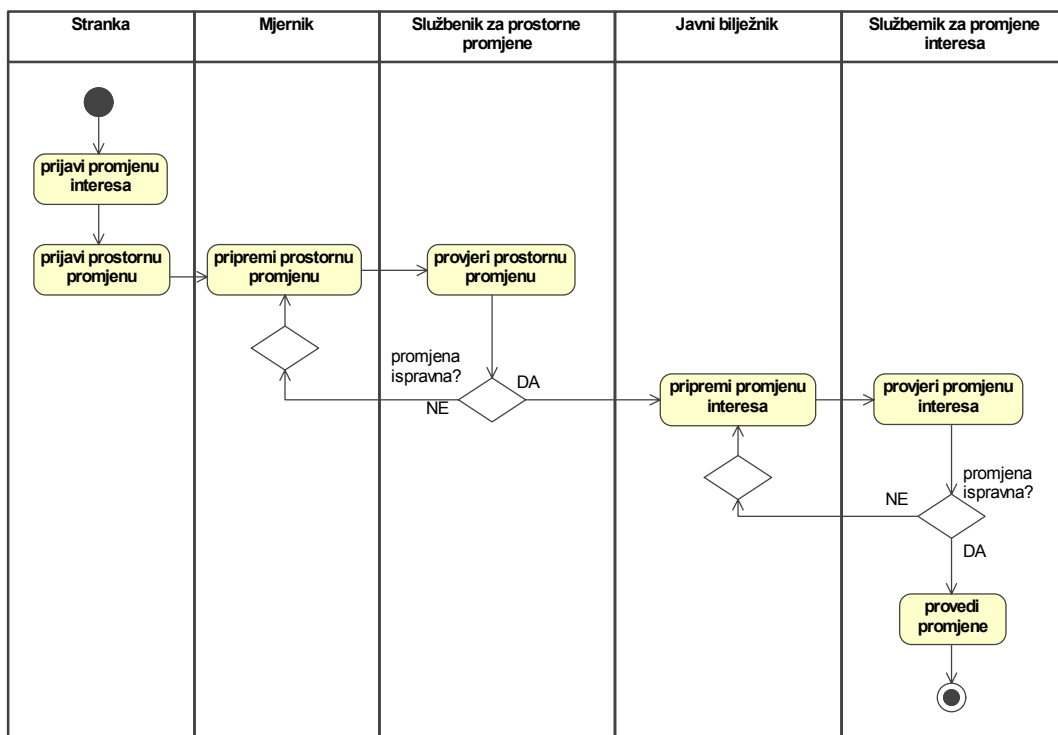 Stranka
Mjernik
Službenik za prostorne
promjene
Javni bilježnik
Službemik za promjene
interesa
prijavi promjenu
interesa
prijavi prostornu
promjenu
pripremi prostornu
promjenu
provjeri prostornu
promjenu
promjena
ispravna?
NE
DA
pripremi promjenu
interesa
provjeri promjenu
interesa
promjena
ispravna?
NE
DA
provedi
promjene